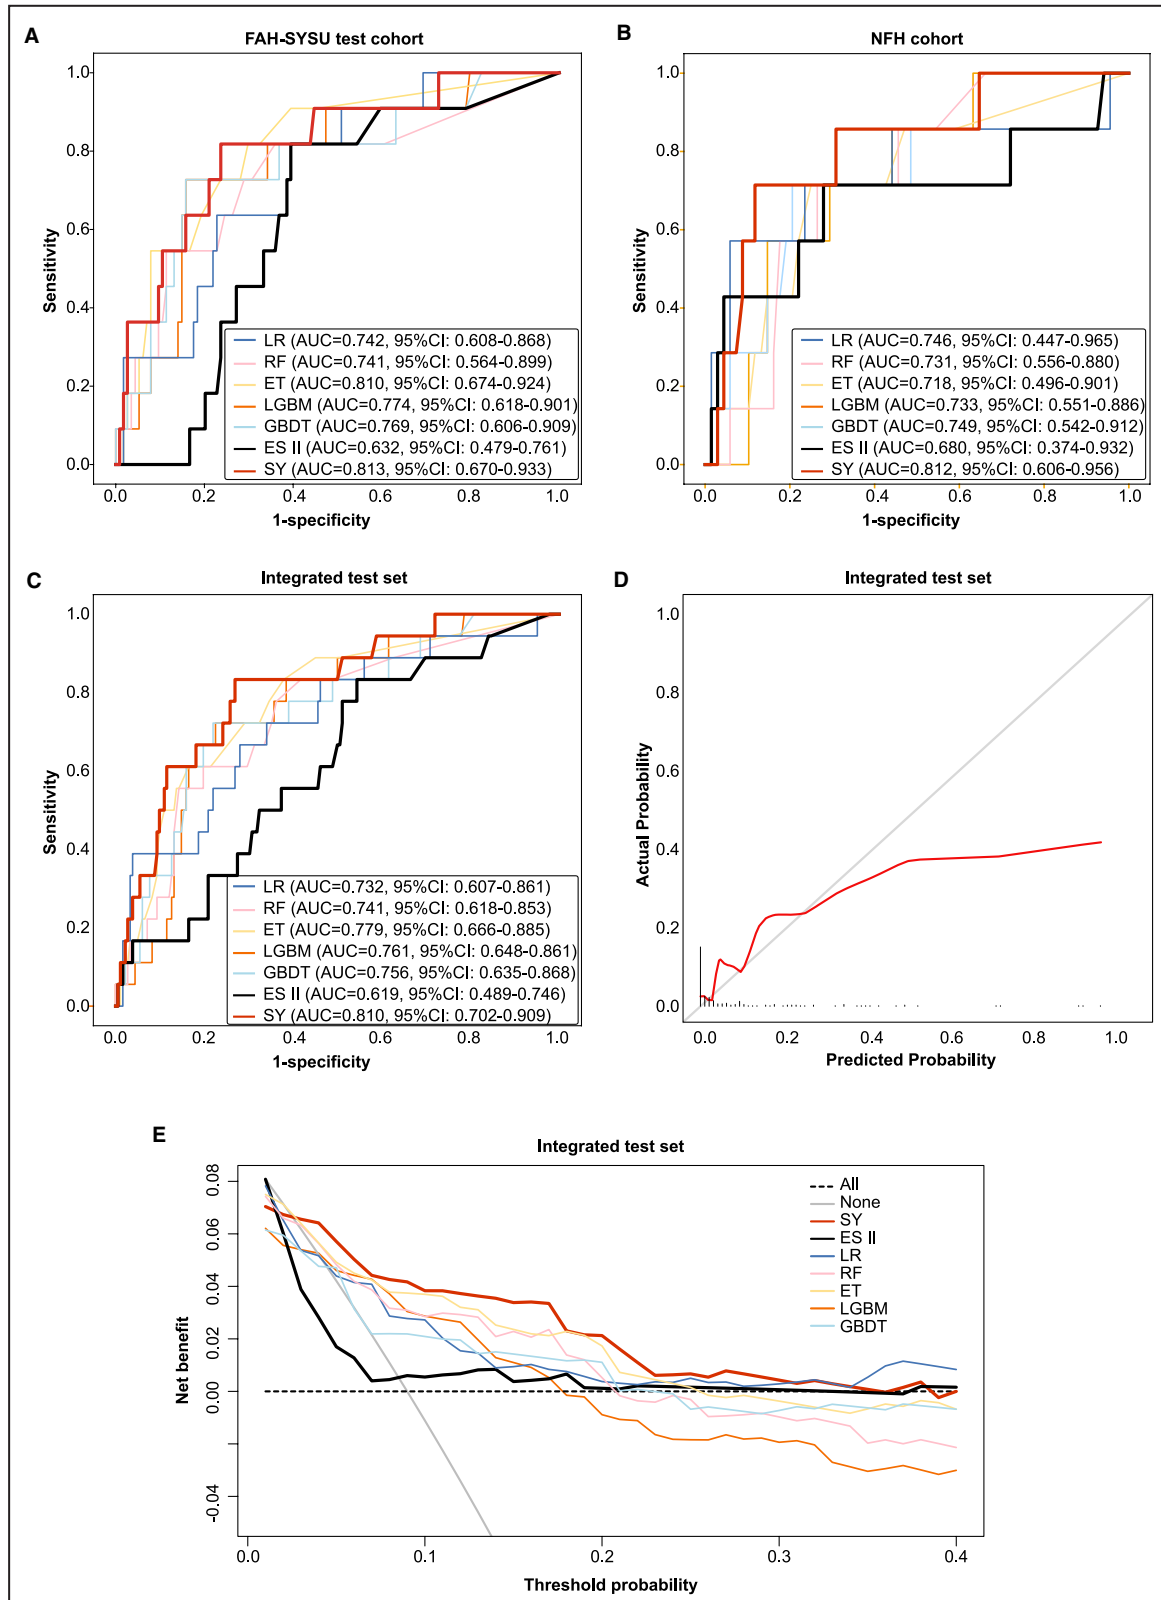 A
FAH-SYSU test cohort
1.0
0.8
0.6
0.4
0.2
0.0
Sensitivity
LR (AUC=0.742, 95%CI: 0.608-0.868)
RF (AUC=0.741, 95%CI: 0.564-0.899)
ET (AUC=0.810, 95%CI: 0.674-0.924)
LGBM (AUC=0.774, 95%CI: 0.618-0.901)
GBDT (AUC=0.769, 95%CI: 0.606-0.909)
ES II (AUC=0.632, 95%CI: 0.479-0.761)
SY (AUC=0.813, 95%CI: 0.670-0.933)
0.0 0.2 0.4 0.6 0.8 1.0
1-specificity
B
NFH cohort
1.0
0.8
0.6
0.4
0.2
0.0
Sensitivity
LR (AUC=0.746, 95%CI: 0.447-0.965)
RF (AUC=0.731, 95%CI: 0.556-0.880)
ET (AUC=0.718, 95%CI: 0.496-0.901)
LGBM (AUC=0.733, 95%CI: 0.551-0.886)
GBDT (AUC=0.749, 95%CI: 0.542-0.912)
ES II (AUC=0.680, 95%CI: 0.374-0.932)
SY (AUC=0.812, 95%CI: 0.606-0.956)
0.0 0.2 0.4 0.6 0.8 1.0
1-specificity
C
Integrated test set
1.0
0.8
0.6
0.4
0.2
0.0
Sensitivity
LR (AUC=0.732, 95%CI: 0.607-0.861)
RF (AUC=0.741, 95%CI: 0.618-0.853)
ET (AUC=0.779, 95%CI: 0.666-0.885)
LGBM (AUC=0.761, 95%CI: 0.648-0.861)
GBDT (AUC=0.756, 95%CI: 0.635-0.868)
ES II (AUC=0.619, 95%CI: 0.489-0.746)
SY (AUC=0.810, 95%CI: 0.702-0.909)
0.0 0.2 0.4 0.6 0.8 1.0
1-specificity
D
Integrated test set
1.0
0.8
0.6
0.4
0.2
0.0
Actual Probability
0.0 0.2 0.4 0.6 0.8 1.0
Predicted Probability
E
Integrated test set
0.08
0.06
0.04
0.02
0.00
-0.04
Net benefit
All
None
SY
ES II
LR
RF
ET
LGBM
GBDT
0.0 0.1 0.2 0.3 0.4
Threshold probability